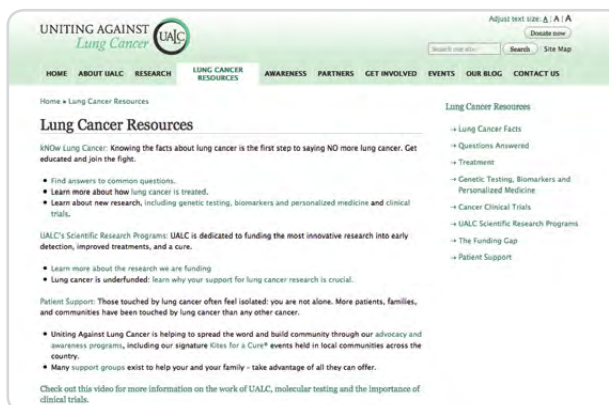 UNITING AGAINST
Lung Cancer
UALC
Adjust text size: A | A | A
Donate now
Search our site
Search
Site Map
HOME ABOUT UALC RESEARCH LUNG CANCER RESOURCES AWARENESS PARTNERS GET INVOLVED EVENTS OUR BLOG CONTACT US
Home » Lung Cancer Resources
Lung Cancer Resources
kNOw Lung Cancer: Knowing the facts about lung cancer is the first step to saying NO more lung cancer. Get
educated and join the fight.
• Find answers to common questions.
• Learn more about how lung cancer is treated.
• Learn about new research, including genetic testing, biomarkers and personalized medicine and clinical
trials.
UALC's Scientific Research Programs: UALC is dedicated to funding the most innovative research into early
detection, improved treatments, and a cure.
• Learn more about the research we are funding
• Lung cancer is underfunded: learn why your support for lung cancer research is crucial.
Patient Support: Those touched by lung cancer often feel isolated: you are not alone. More patients, families,
and communities have been touched by lung cancer than any other cancer.
• Uniting Against Lung Cancer is helping to spread the word and build community through our advocacy and
awareness programs, including our signature Kites for a Cure® events held in local communities across the
country.
• Many support groups exist to help your and your family - take advantage of all they can offer.
Check out this video for more information on the work of UALC, molecular testing and the importance of
clinical trials.
Lung Cancer Resources
→ Lung Cancer Facts
→ Questions Answered
→ Treatment
→ Genetic Testing, Biomarkers and
Personalized Medicine
→ Cancer Clinical Trials
→ UALC Scientific Research Programs
→ The Funding Gap
→ Patient Support